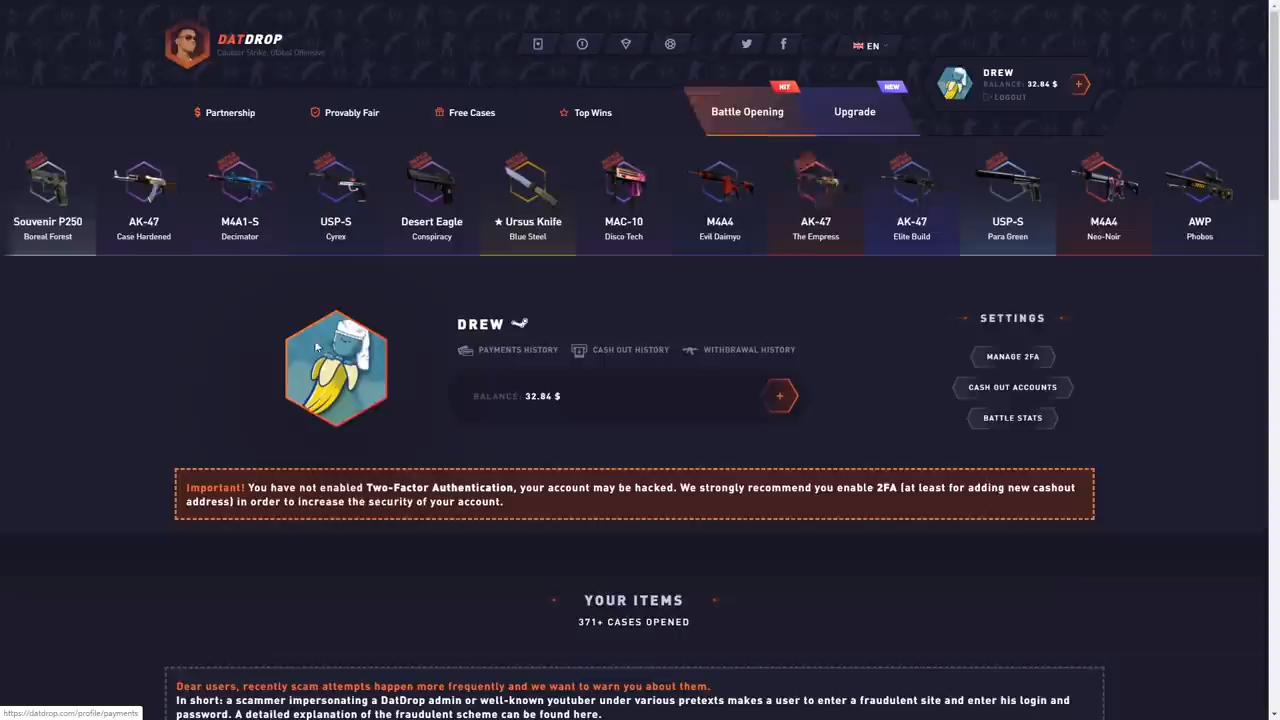 DATDROP
Counter Strike: Global Offensive
EN
DREW
BALANCE: 32.84 $
LOGOUT
Partnership
Provably Fair
Free Cases
Top Wins
HIT
Battle Opening
NEW
Upgrade
Souvenir P250
Boreal Forest
AK-47
Case Hardened
M4A1-S
Decimator
USP-S
Cyrex
Desert Eagle
Conspiracy
★ Ursus Knife
Blue Steel
MAC-10
Disco Tech
M4A4
Evil Daimyo
AK-47
The Empress
AK-47
Elite Build
USP-S
Para Green
M4A4
Neo-Noir
AWP
Phobos
DREW
PAYMENTS HISTORY
CASH OUT HISTORY
WITHDRAWAL HISTORY
BALANCE: 32.84 $
SETTINGS
MANAGE 2FA
CASH OUT ACCOUNTS
BATTLE STATS
Important! You have not enabled Two-Factor Authentication, your account may be hacked. We strongly recommend you enable 2FA (at least for adding new cashout
address) in order to increase the security of your account.
YOUR ITEMS
371+ CASES OPENED
Dear users, recently scam attempts happen more frequently and we want to warn you about them.
In short: a scammer impersonating a DatDrop admin or well-known youtuber under various pretexts makes a user to enter a fraudulent site and enter his login and
password. A detailed explanation of the fraudulent scheme can be found here.
https://datdrop.com/profile/payments